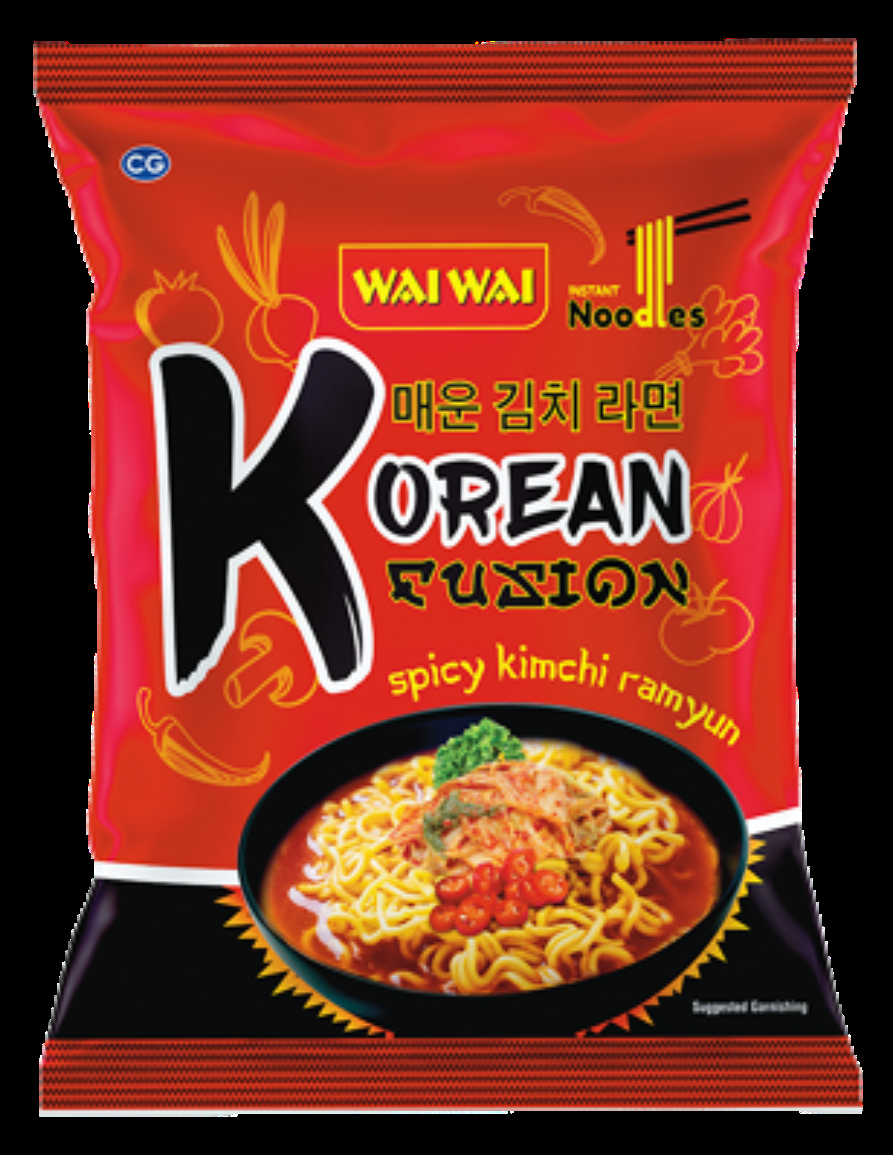 CG
WAI WAI
INSTANT
Noodles
매운 김치 라면
KOREAN
FUSION
spicy kimchi ramyun
Suggested Garnishing